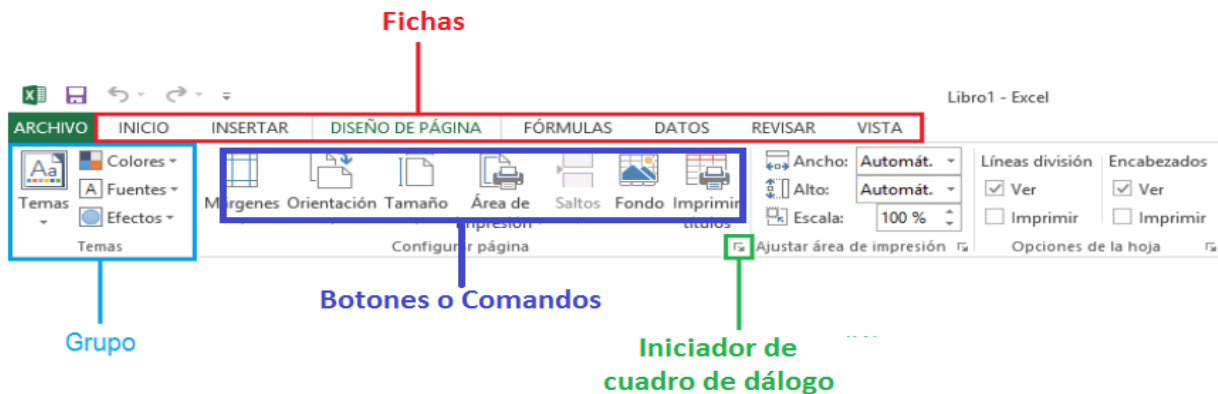 Fichas
Libro1 - Excel
ARCHIVO INICIO INSERTAR DISEÑO DE PÁGINA FÓRMULAS DATOS REVISAR VISTA
Aa Colores Ancho: Automát. Líneas división Encabezados
A Fuentes Alto: Automát. Ver Ver
Temas Efectos Márgenes Orientación Tamaño Área de impresión Saltos Fondo Imprimir títulos Escala: 100 % Imprimir Imprimir
Temas Configurar página Ajustar área de impresión Opciones de la hoja
Botones o Comandos
Grupo
Iniciador de
cuadro de dálogo